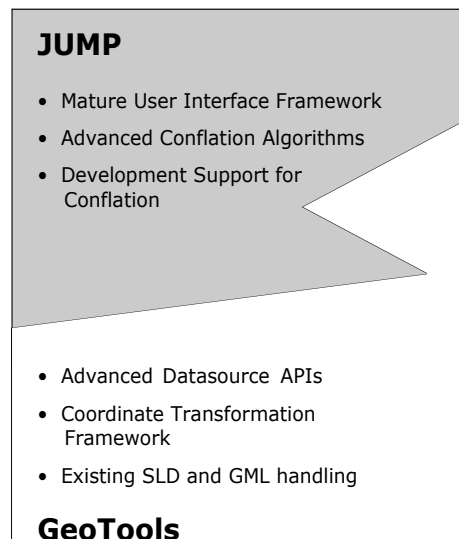 JUMP
• Mature User Interface Framework
• Advanced Conflation Algorithms
• Development Support for
Conflation
• Advanced Datasource APIs
• Coordinate Transformation
Framework
• Existing SLD and GML handling
GeoTools